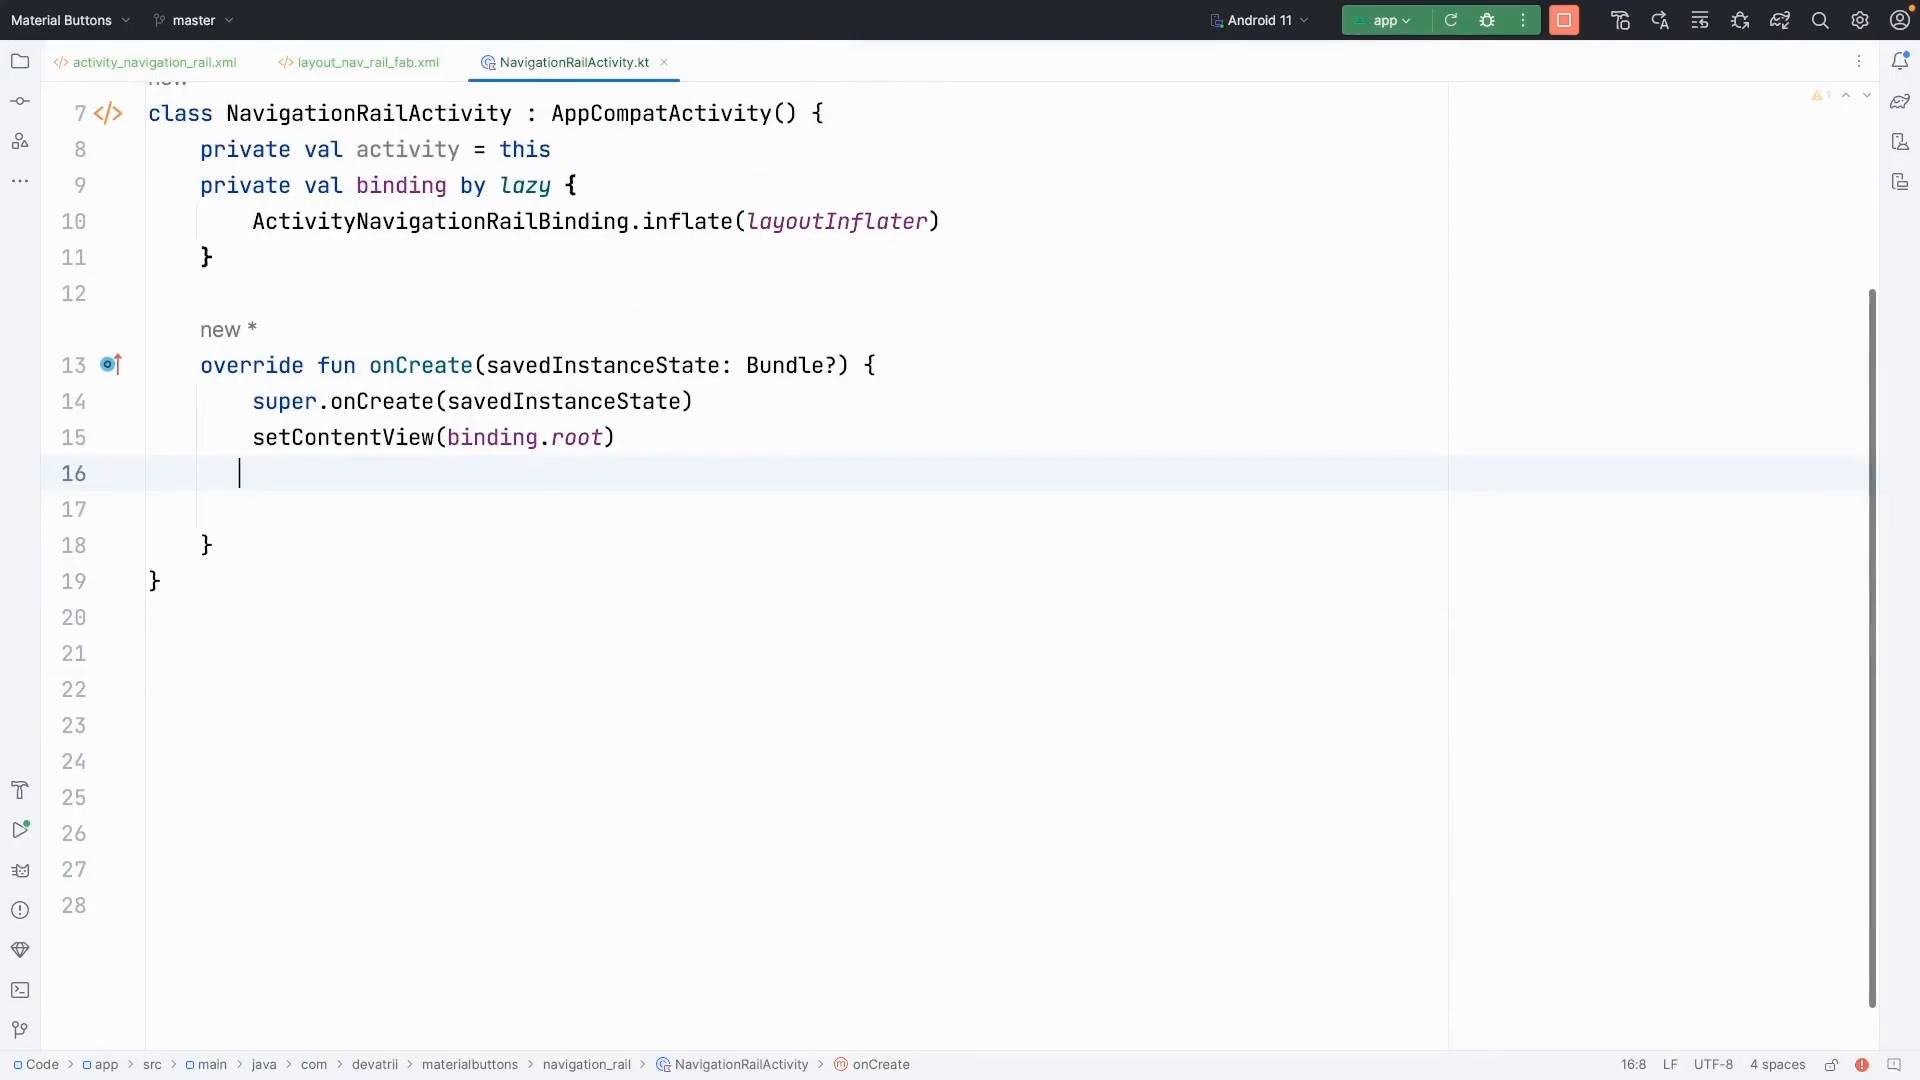 Material Buttons master Android 11 app
activity_navigation_rail.xml layout_nav_rail_fab.xml NavigationRailActivity.kt
1
7 class NavigationRailActivity : AppCompatActivity() {
8 private val activity = this
9 private val binding by lazy {
10 ActivityNavigationRailBinding.inflate(layoutInflater)
11 }
12
new *
13 override fun onCreate(savedInstanceState: Bundle?) {
14 super.onCreate(savedInstanceState)
15 setContentView(binding.root)
16
17
18 }
19 }
20
21
22
23
24
25
26
27
28
Code > app > src > main > java > com > devatrii > materialbuttons > navigation_rail > NavigationRailActivity > onCreate 16:8 LF UTF-8 4 spaces